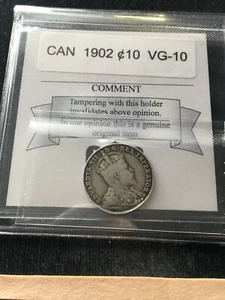 CAN 1902 ¢10 VG-10
COMMENT
Tampering with this holder
invalidates above opinion.
In our opinion this is a genuine
original item